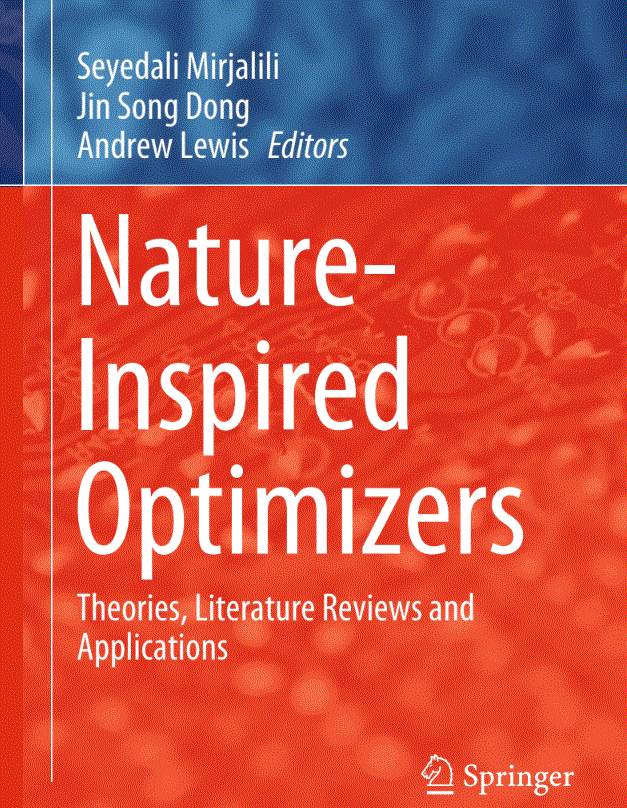 Seyedali Mirjalili
Jin Song Dong
Andrew Lewis Editors
Nature-
Inspired
Optimizers
Theories, Literature Reviews and
Applications
Springer